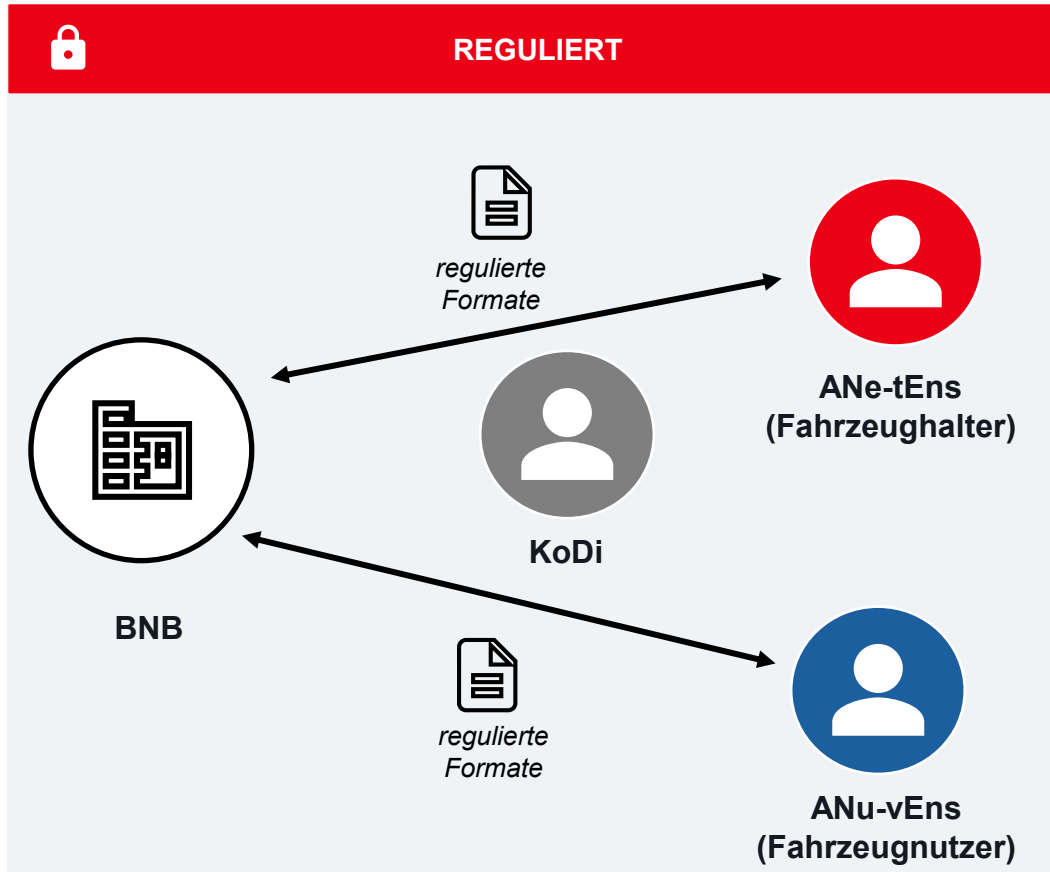 REGULIERT
regulierte
Formate
ANe-tEns
(Fahrzeughalter)
KoDi
BNB
regulierte
Formate
ANu-vEns
(Fahrzeugnutzer)